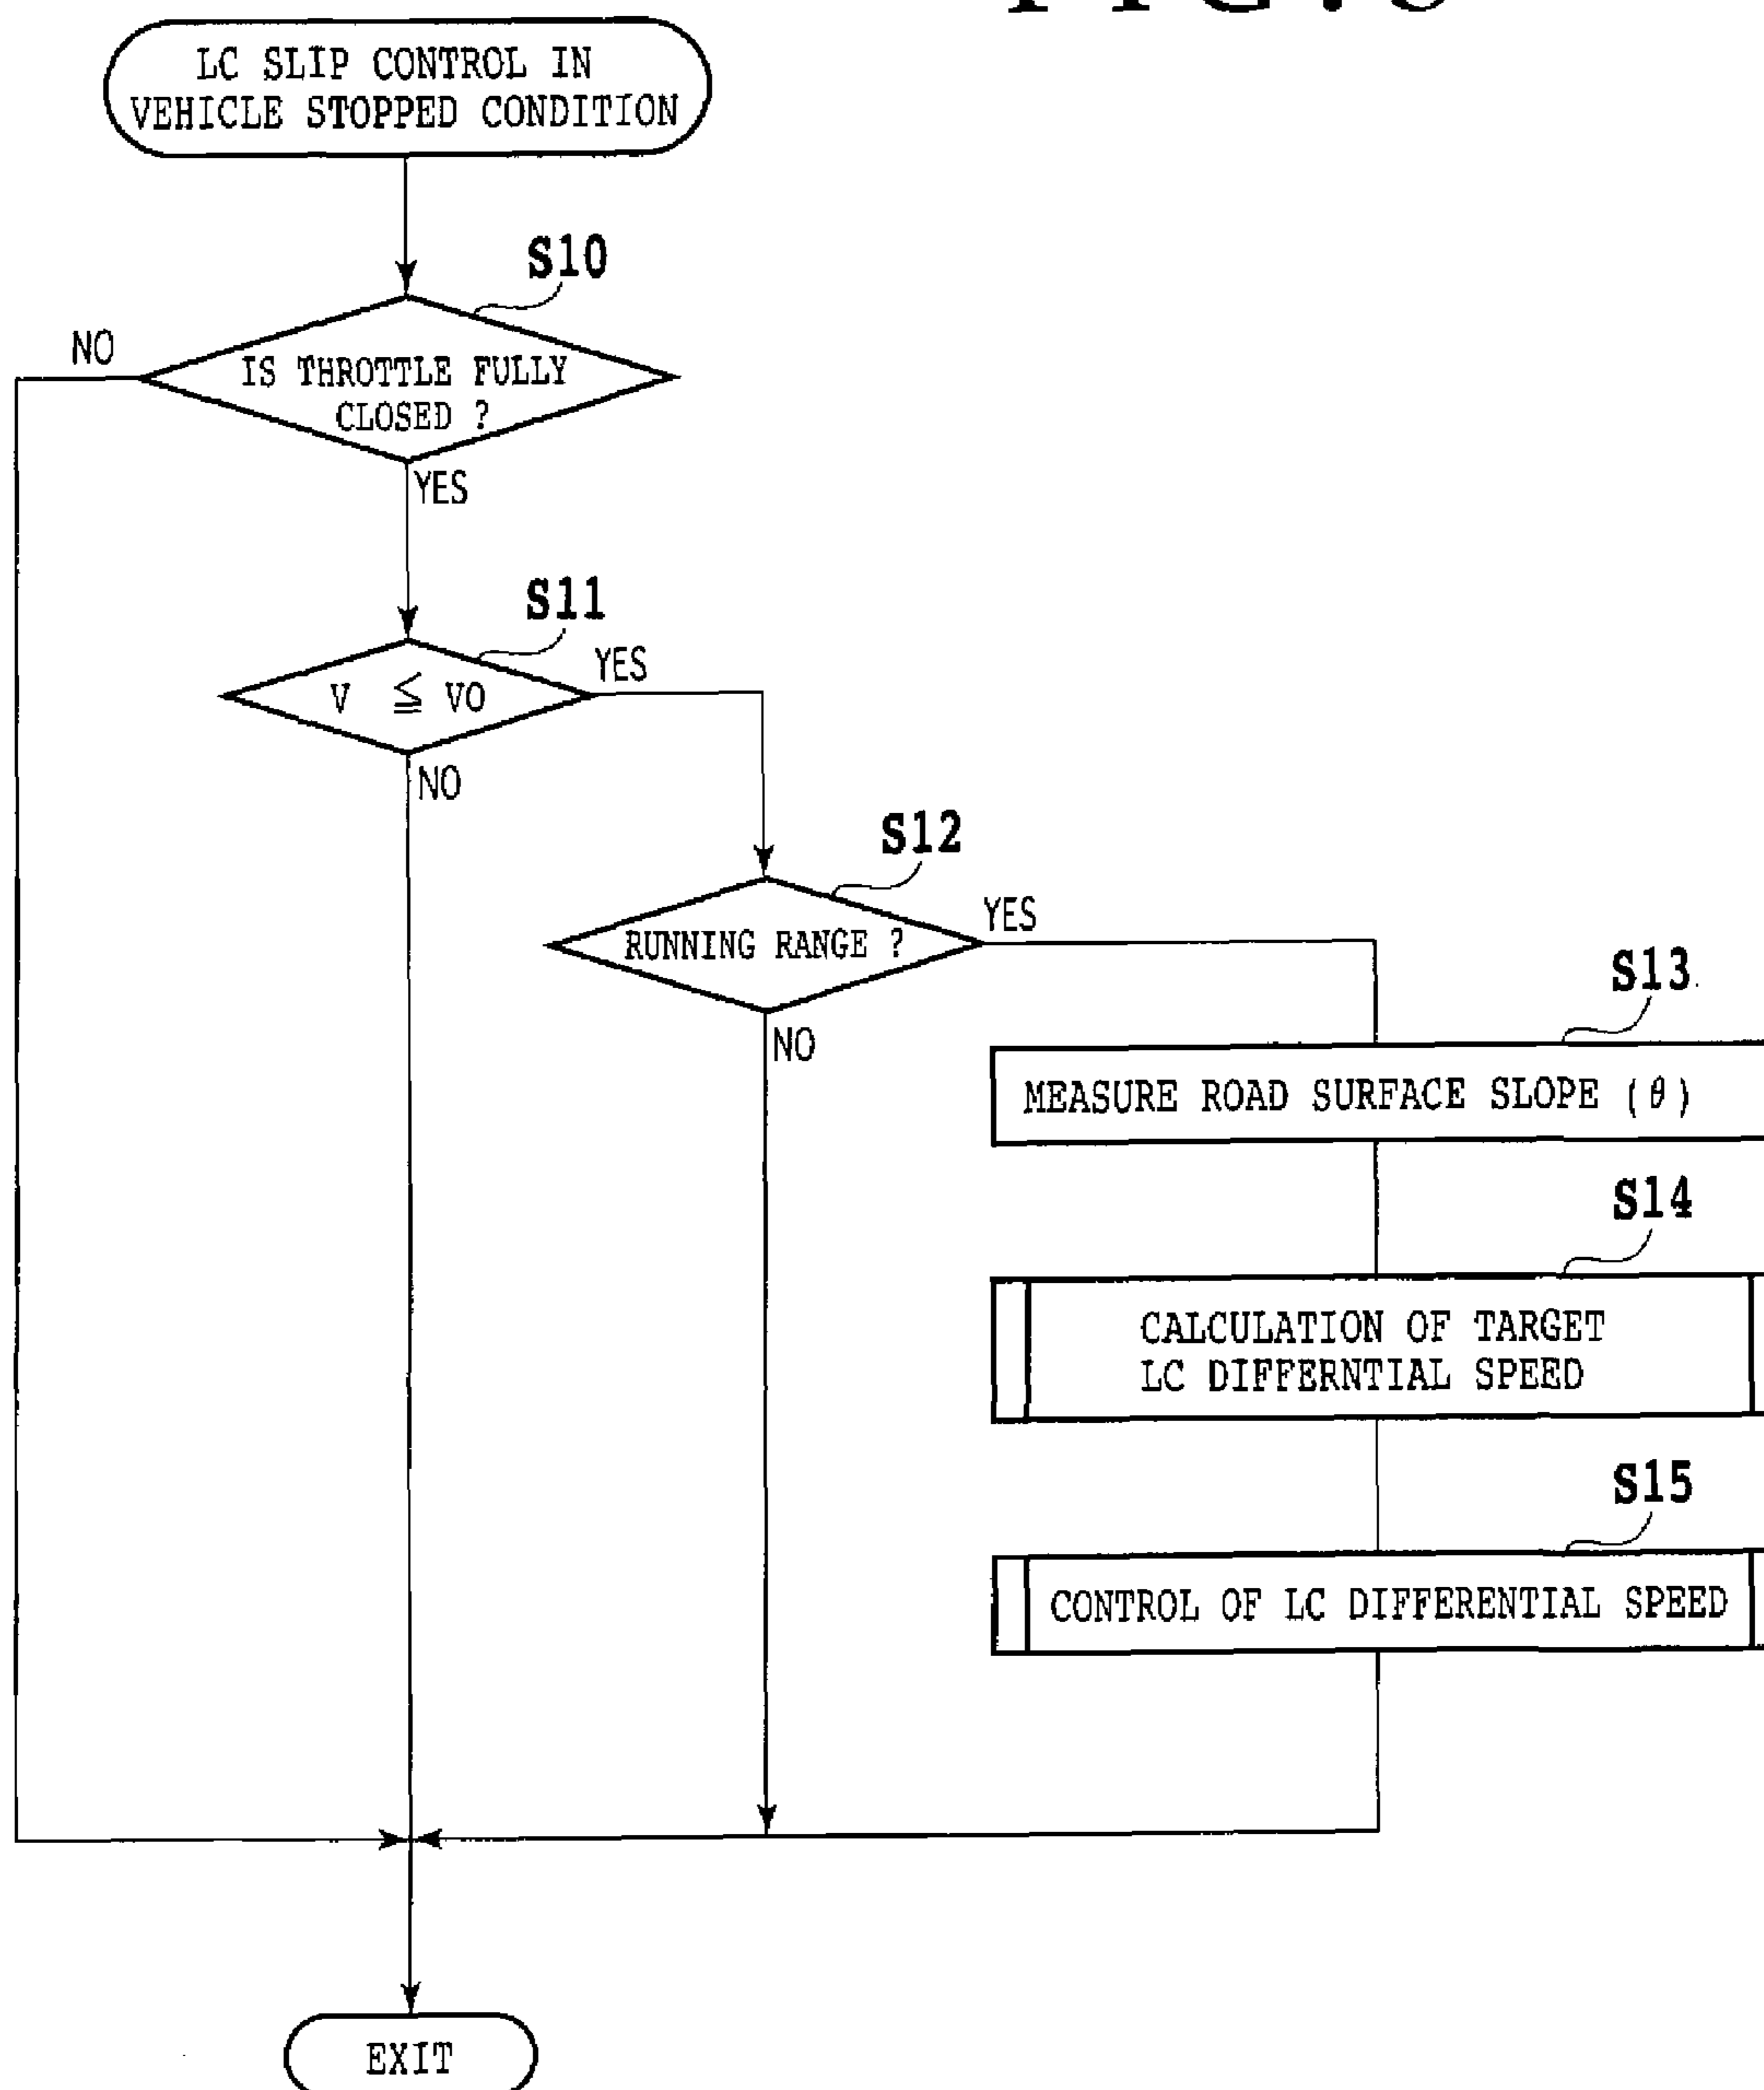 LC SLIP CONTROL IN
VEHICLE STOPPED CONDITION
S10
NO
IS THROTTLE FULLY
CLOSED ?
YES
S11
YES
V ≦ VO
NO
S12
YES
RUNNING RANGE ?
NO
S13
MEASURE ROAD SURFACE SLOPE (θ)
S14
CALCULATION OF TARGET
LC DIFFERNTIAL SPEED
S15
CONTROL OF LC DIFFERENTIAL SPEED
EXIT